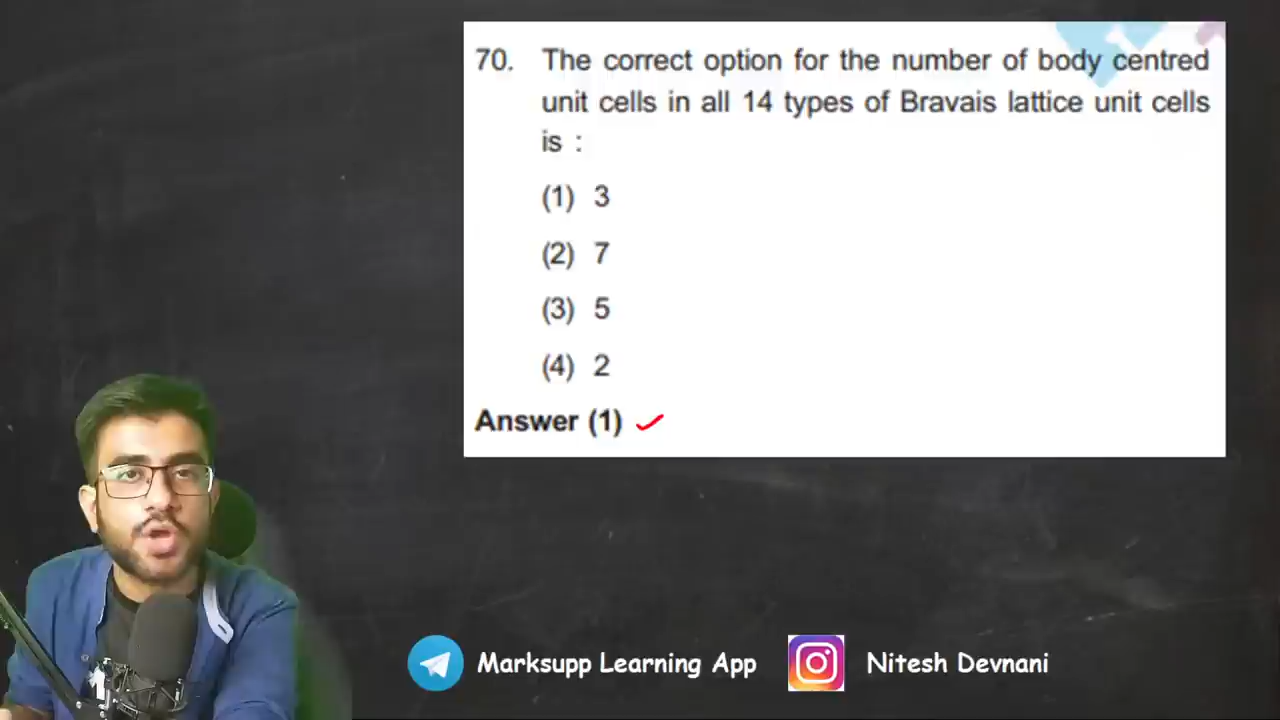 70. The correct option for the number of body centred
unit cells in all 14 types of Bravais lattice unit cells
is :
(1) 3
(2) 7
(3) 5
(4) 2
Answer (1)
Marksupp Learning App
Nitesh Devnani